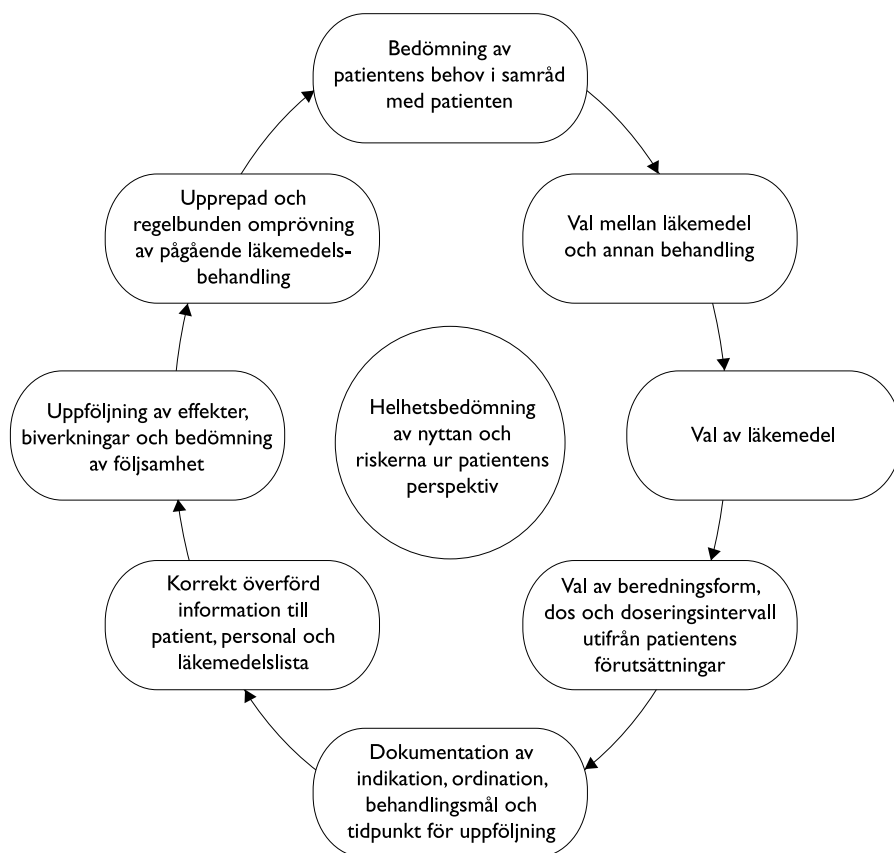 Bedömning av
patientens behov i samråd
med patienten
Val mellan läkemedel
och annan behandling
Val av läkemedel
Val av beredningsform,
dos och doseringsintervall
utifrån patientens
förutsättningar
Dokumentation av
indikation, ordination,
behandlingsmål och
tidpunkt för uppföljning
Korrekt överförd
information till
patient, personal och
läkemedelslista
Uppföljning av effekter,
biverkningar och bedömning
av följsamhet
Upprepad och
regelbunden omprövning
av pågående läkemedels-
behandling
Helhetsbedömning
av nyttan och
riskerna ur patientens
perspektiv